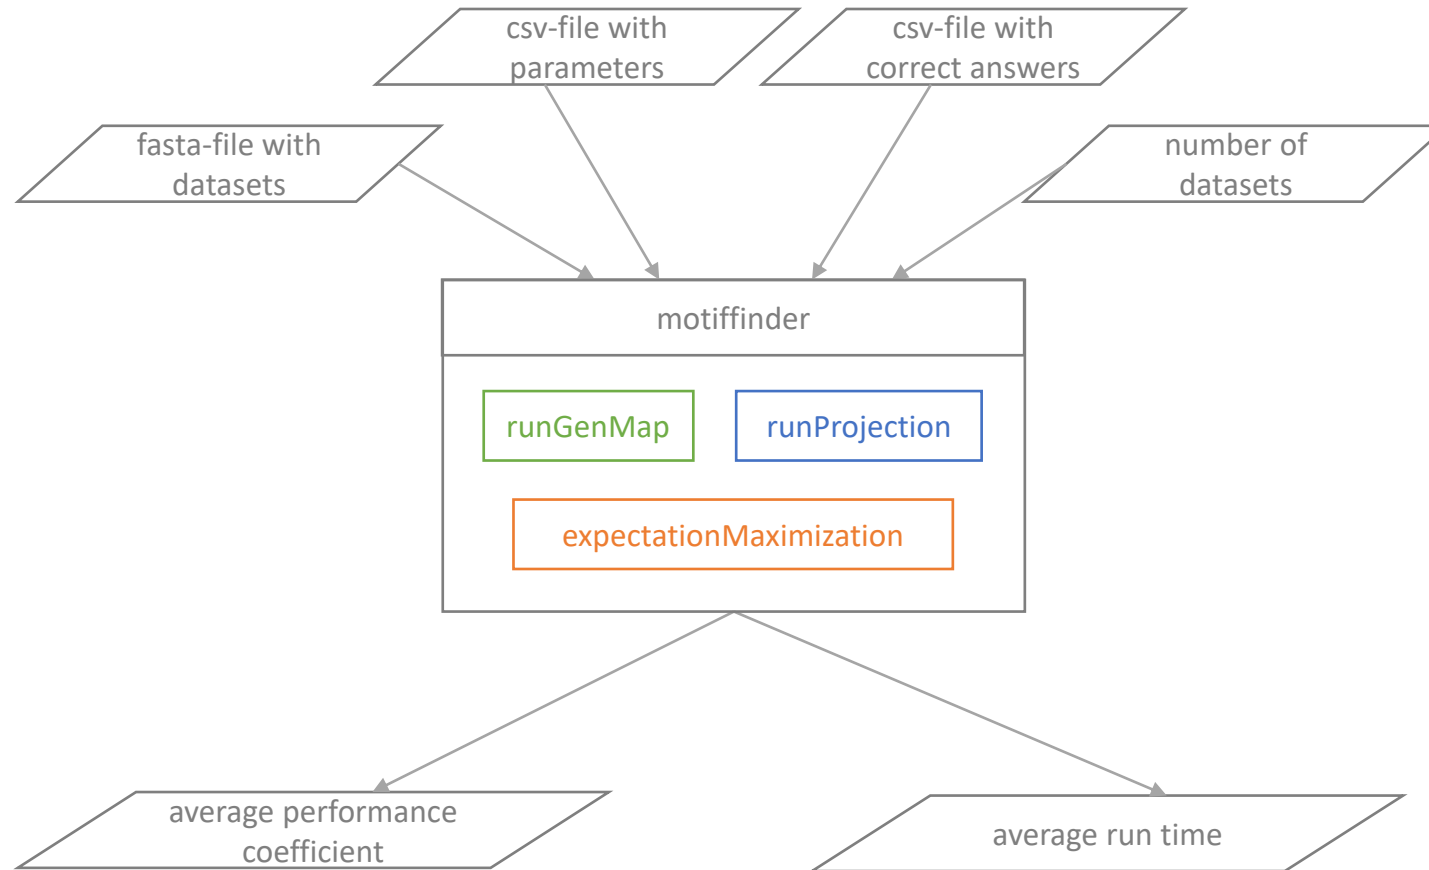 csv-file with
parameters
csv-file with
correct answers
fasta-file with
datasets
number of
datasets
motiffinder
runGenMap
runProjection
expectationMaximization
average performance
coefficient
average run time